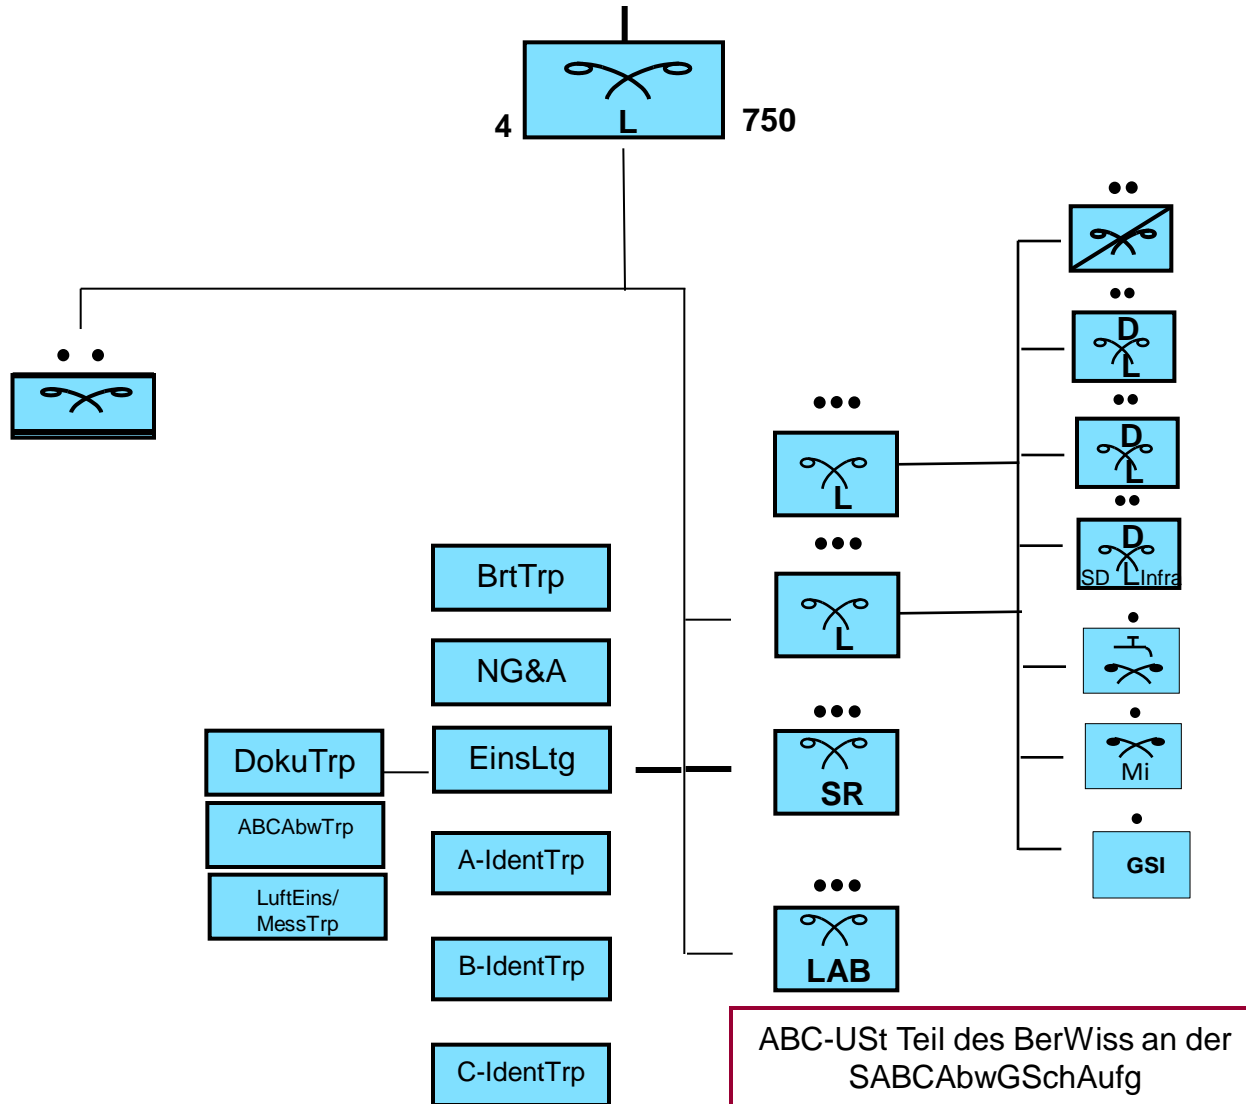 4
L
750
D
L
D
L
L
D
SD L Infra
L
BrtTrp
NG&A
DokuTrp
EinsLtg
SR
Mi
ABCAbwTrp
A-IdentTrp
GSI
LuftEins/
MessTrp
B-IdentTrp
LAB
C-IdentTrp
ABC-USt Teil des BerWiss an der
SABCAbwGSchAufg